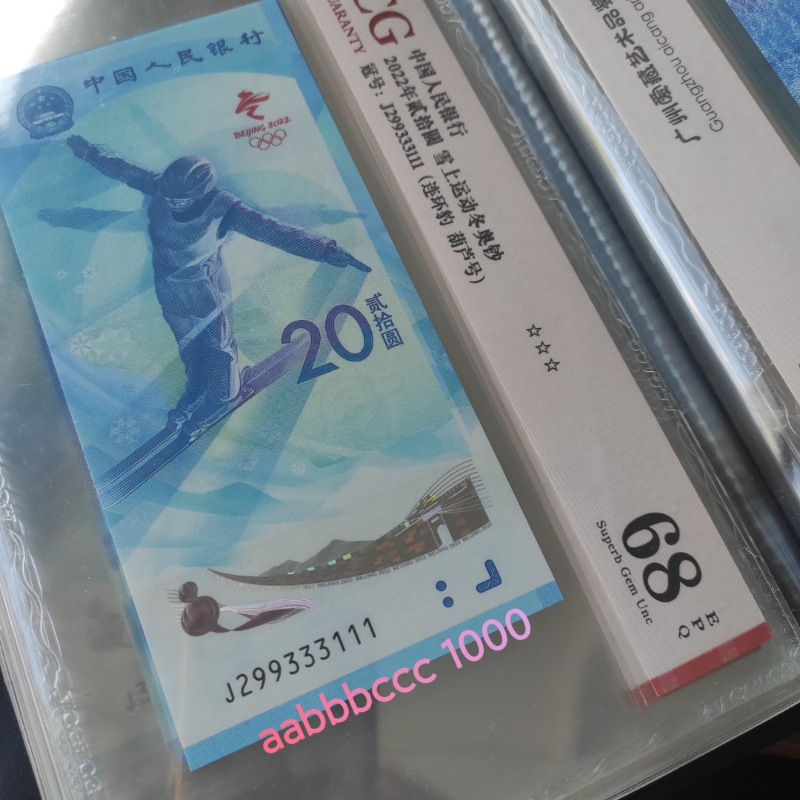 中国人民银行
BEIJING 2022
20
贰拾圆
J299333111
aabbbccc 1000
GUARANTY
中国人民银行
2022年贰拾圆 雪上运动冬奥钞
冠号：J299333111（连环豹 葫芦号）
☆☆☆
68
EPQ
Superb Gem Unc
Guangzhou